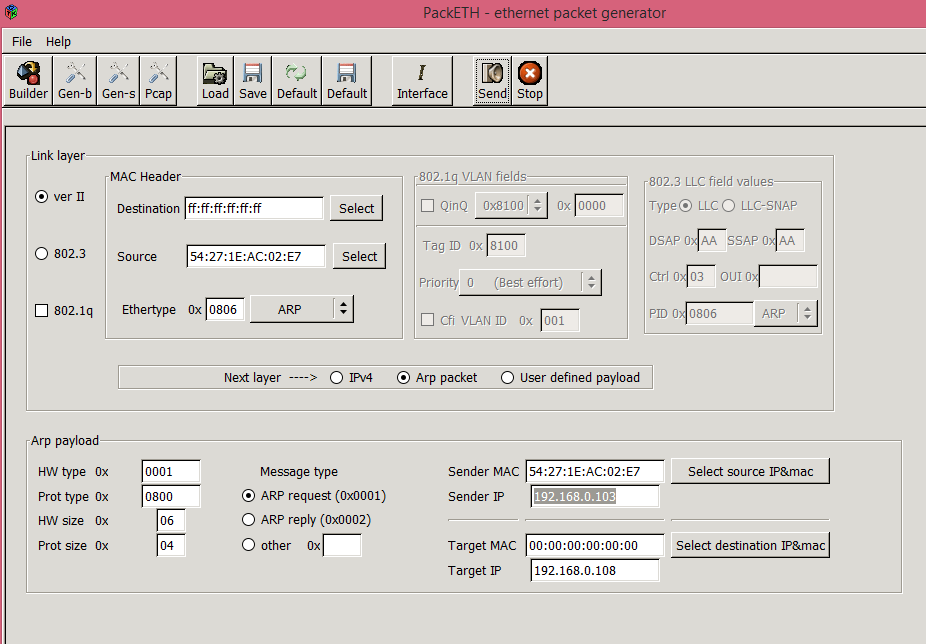 PackETH - ethernet packet generator
File Help
Builder Gen-b Gen-s Pcap Load Save Default Default Interface Send Stop
Link layer
ver II
802.3
802.1q
MAC Header
Destination ff:ff:ff:ff:ff:ff Select
Source 54:27:1E:AC:02:E7 Select
Ethertype 0x 0806 ARP
802.1q VLAN fields
QinQ 0x8100 0x 0000
Tag ID 0x 8100
Priority 0 (Best effort)
Cfi VLAN ID 0x 001
802.3 LLC field values
Type LLC LLC-SNAP
DSAP 0x AA SSAP 0x AA
Ctrl 0x 03 OUI 0x
PID 0x 0806 ARP
Next layer ----> IPv4 Arp packet User defined payload
Arp payload
HW type 0x 0001
Prot type 0x 0800
HW size 0x 06
Prot size 0x 04
Message type
ARP request (0x0001)
ARP reply (0x0002)
other 0x
Sender MAC 54:27:1E:AC:02:E7 Select source IP&mac
Sender IP 192.168.0.103
Target MAC 00:00:00:00:00:00 Select destination IP&mac
Target IP 192.168.0.108